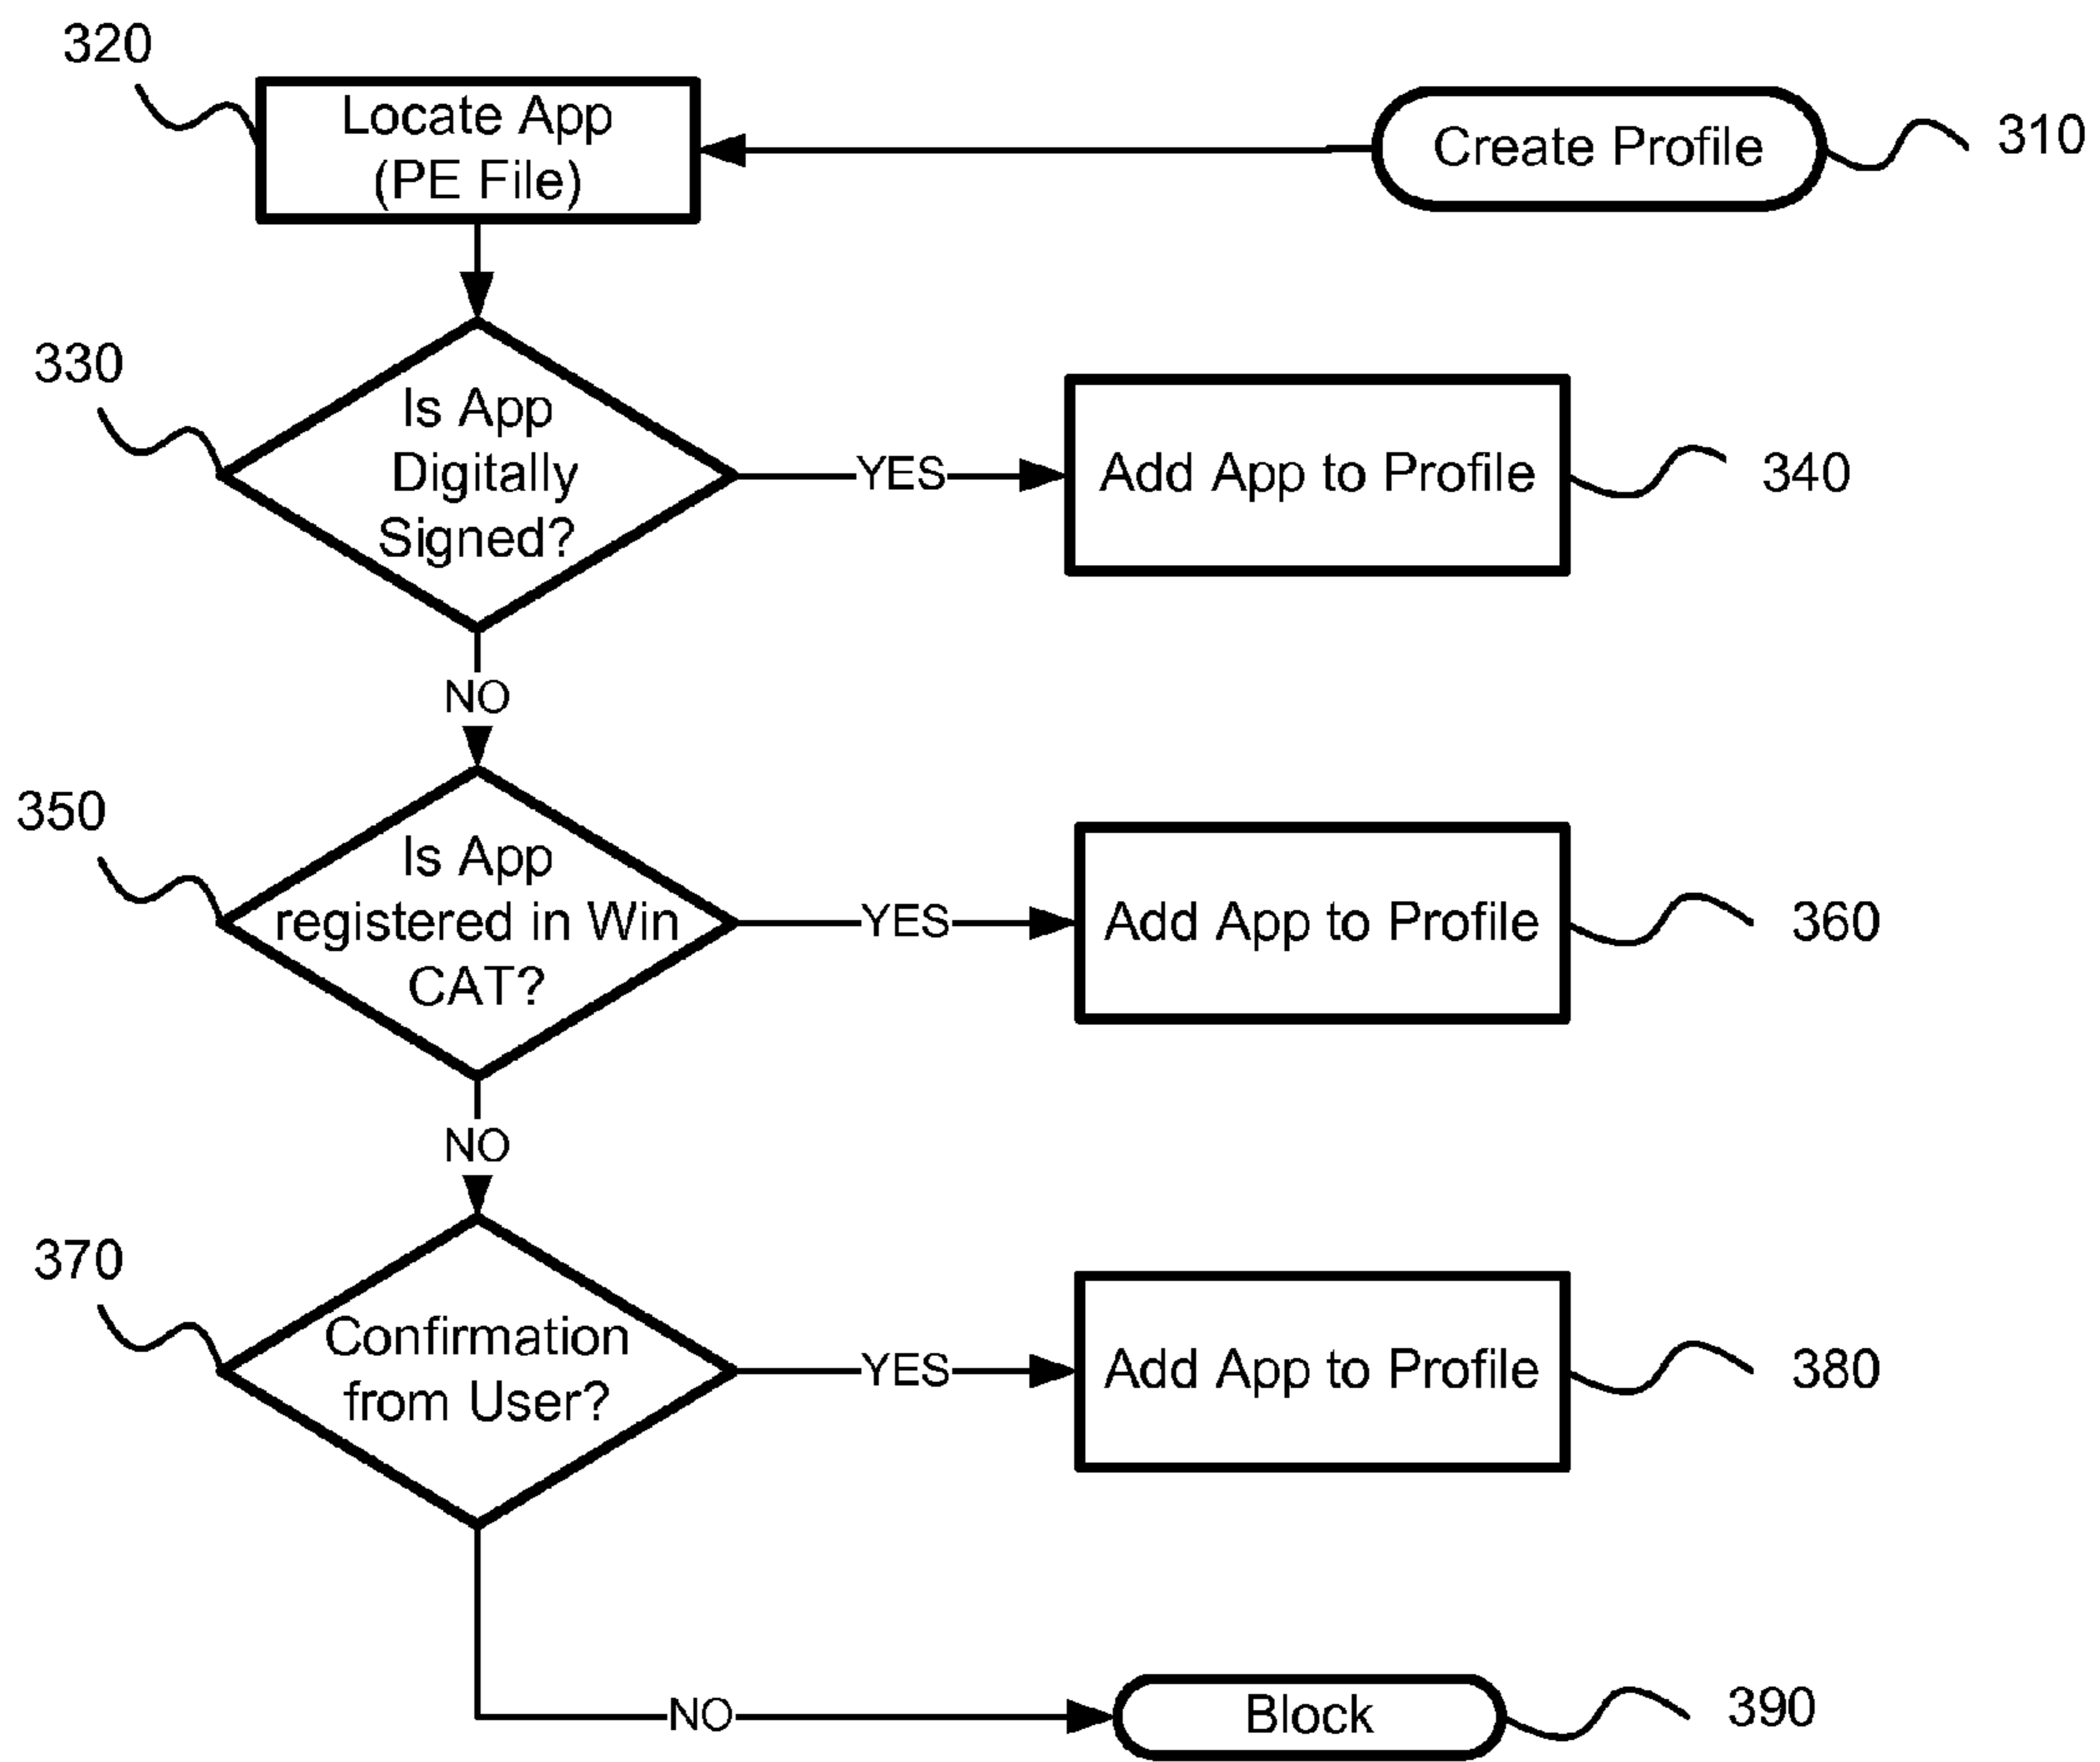 320
Locate App
(PE File)
Create Profile
310
330
Is App
Digitally
Signed?
YES
Add App to Profile
340
NO
350
Is App
registered in Win
CAT?
YES
Add App to Profile
360
NO
370
Confirmation
from User?
YES
Add App to Profile
380
NO
Block
390